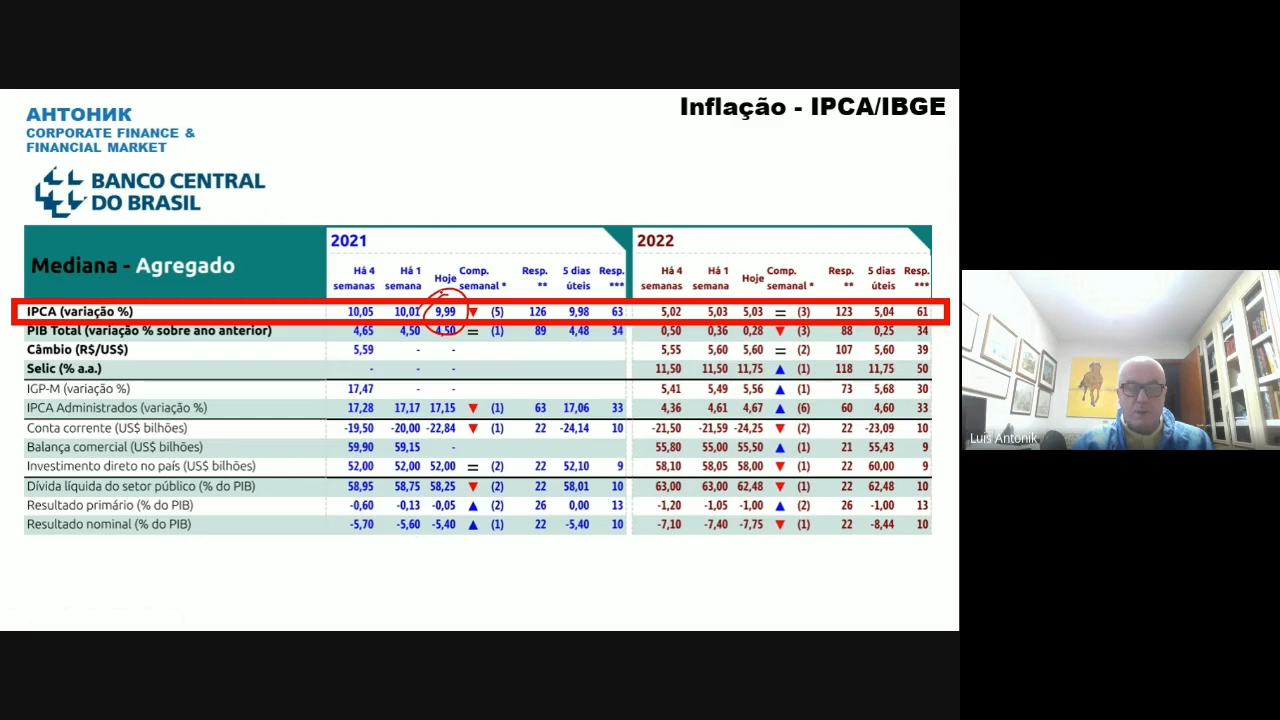 Inflação - IPCA/IBGE
АНТОНИК
CORPORATE FINANCE &
FINANCIAL MARKET
BANCO CENTRAL
DO BRASIL
Mediana - Agregado
2021
2022
Há 4 semanas Há 1 semana Hoje Comp. semanal * Resp. ** 5 dias úteis Resp. *** Há 4 semanas Há 1 semana Hoje Comp. semanal * Resp. ** 5 dias úteis Resp. ***
IPCA (variação %) 10,05 10,01 9,99 ▼ (5) 126 9,98 63 5,02 5,03 5,03 = (3) 123 5,04 61
PIB Total (variação % sobre ano anterior) 4,65 4,50 4,50 = (1) 89 4,48 34 0,50 0,36 0,28 ▼ (3) 88 0,25 34
Câmbio (R$/US$) 5,59 - - 5,55 5,60 5,60 = (2) 107 5,60 39
Selic (% a.a.) - - - 11,50 11,50 11,75 ▲ (1) 118 11,75 50
IGP-M (variação %) 17,47 - - 5,41 5,49 5,56 ▲ (1) 73 5,68 30
IPCA Administrados (variação %) 17,28 17,17 17,15 ▼ (1) 63 17,06 33 4,36 4,61 4,67 ▲ (6) 60 4,60 33
Conta corrente (US$ bilhões) -19,50 -20,00 -22,84 ▼ (1) 22 -24,14 10 -21,50 -21,59 -24,25 ▼ (2) 22 -23,09 10
Balança comercial (US$ bilhões) 59,90 59,15 - 55,80 55,00 55,50 ▲ (1) 21 55,43 9
Investimento direto no país (US$ bilhões) 52,00 52,00 52,00 = (2) 22 52,10 9 58,10 58,05 58,00 ▼ (1) 22 60,00 9
Dívida líquida do setor público (% do PIB) 58,95 58,75 58,25 ▼ (2) 22 58,01 10 63,00 63,00 62,48 ▼ (1) 22 62,48 10
Resultado primário (% do PIB) -0,60 -0,13 -0,05 ▲ (2) 26 0,00 13 -1,20 -1,05 -1,00 ▲ (2) 26 -1,00 13
Resultado nominal (% do PIB) -5,70 -5,60 -5,40 ▲ (1) 22 -5,40 10 -7,10 -7,40 -7,75 ▼ (1) 22 -8,44 10
Luis Antonik